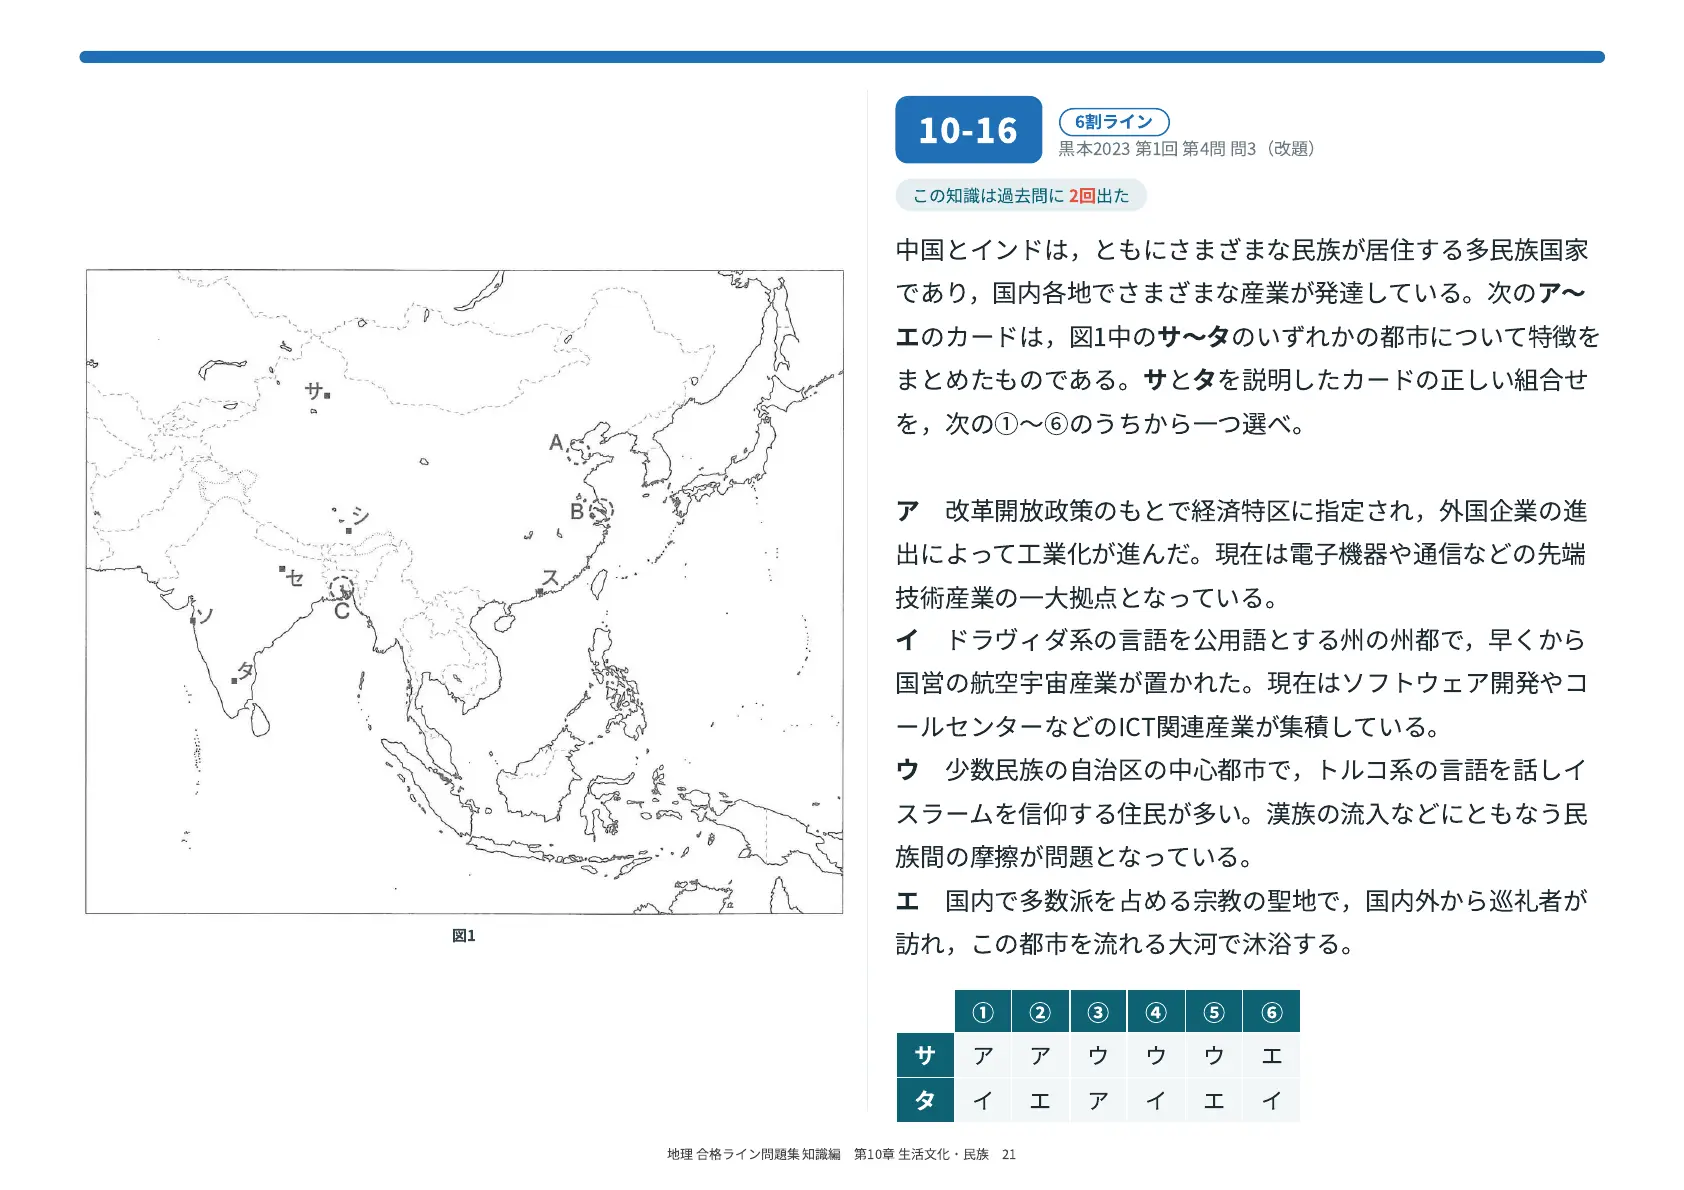 10-16
6割ライン
黒本2023 第1回 第4問 問3（改題）
この知識は過去問に 2回出た
中国とインドは，ともにさまざまな民族が居住する多民族国家
であり，国内各地でさまざまな産業が発達している。次のア～
エのカードは，図1中のサ～タのいずれかの都市について特徴を
まとめたものである。サとタを説明したカードの正しい組合せ
を，次の①～⑥のうちから一つ選べ。
ア　改革開放政策のもとで経済特区に指定され，外国企業の進
出によって工業化が進んだ。現在は電子機器や通信などの先端
技術産業の一大拠点となっている。
イ　ドラヴィダ系の言語を公用語とする州の州都で，早くから
国営の航空宇宙産業が置かれた。現在はソフトウェア開発やコ
ールセンターなどのICT関連産業が集積している。
ウ　少数民族の自治区の中心都市で，トルコ系の言語を話しイ
スラームを信仰する住民が多い。漢族の流入などにともなう民
族間の摩擦が問題となっている。
エ　国内で多数派を占める宗教の聖地で，国内外から巡礼者が
訪れ，この都市を流れる大河で沐浴する。
① ② ③ ④ ⑤ ⑥
サ ア ア ウ ウ ウ エ
タ イ エ ア イ エ イ
サ
A
B
シ
セ
ス
C
ソ
タ
図1
地理 合格ライン問題集 知識編　第10章 生活文化・民族　21